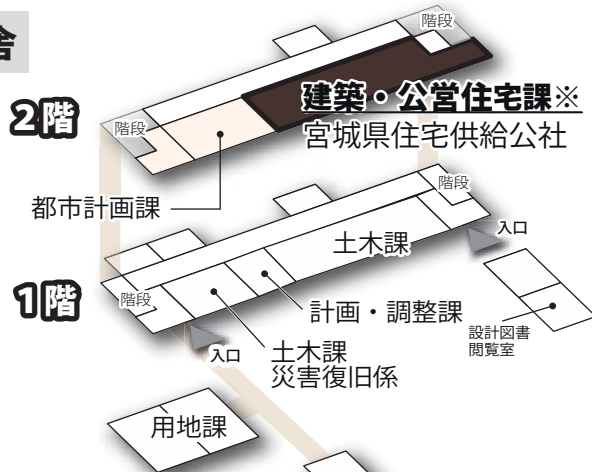 舎
階段
2階
建築・公営住宅課※
宮城県住宅供給公社
階段
都市計画課
階段
入口
土木課
1階
階段
計画・調整課
設計図書
閲覧室
入口
土木課
災害復旧係
用地課